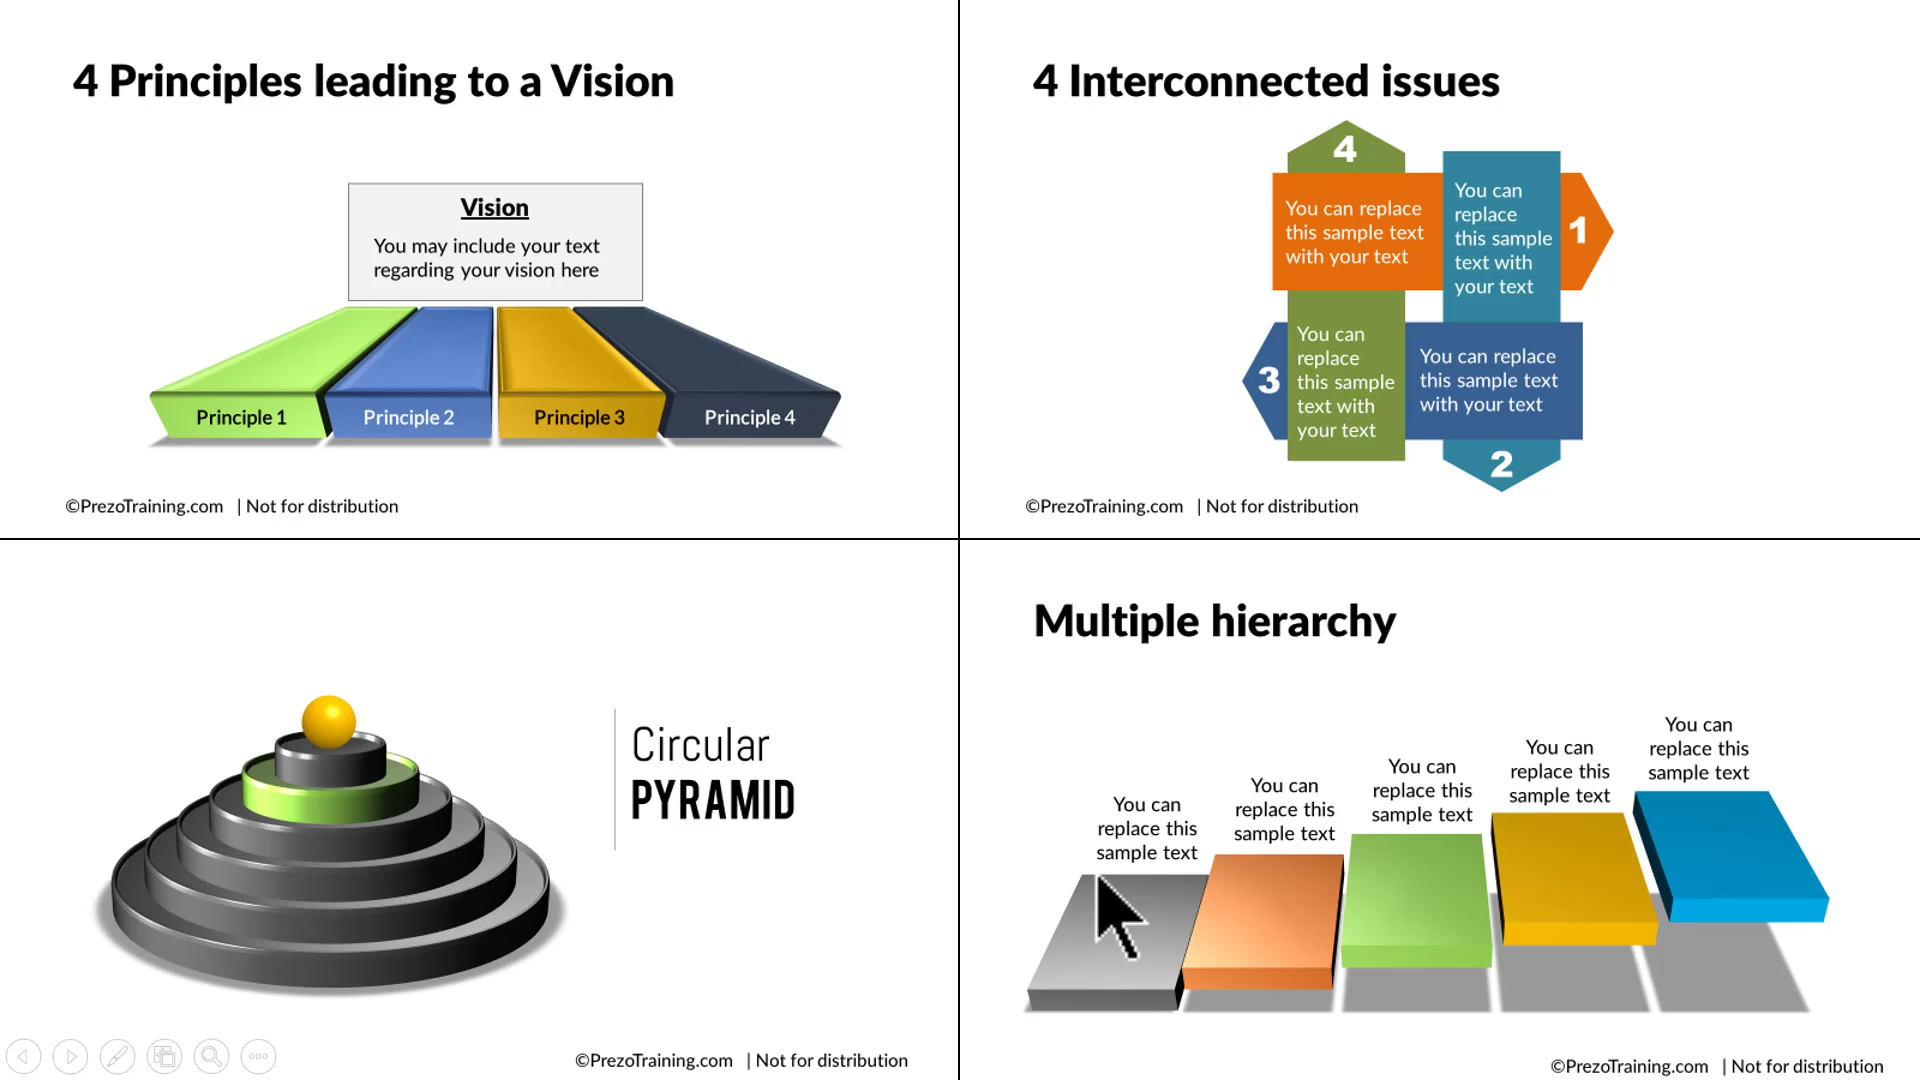 4 Principles leading to a Vision
Vision
You may include your text
regarding your vision here
Principle 1
Principle 2
Principle 3
Principle 4
©PrezoTraining.com | Not for distribution
4 Interconnected issues
4
You can replace
this sample text
with your text
You can
replace
this sample
text with
your text
1
3
You can
replace
this sample
text with
your text
You can replace
this sample text
with your text
2
©PrezoTraining.com | Not for distribution
Circular
PYRAMID
©PrezoTraining.com | Not for distribution
Multiple hierarchy
You can
replace this
sample text
You can
replace this
sample text
You can
replace this
sample text
You can
replace this
sample text
You can
replace this
sample text
©PrezoTraining.com | Not for distribution